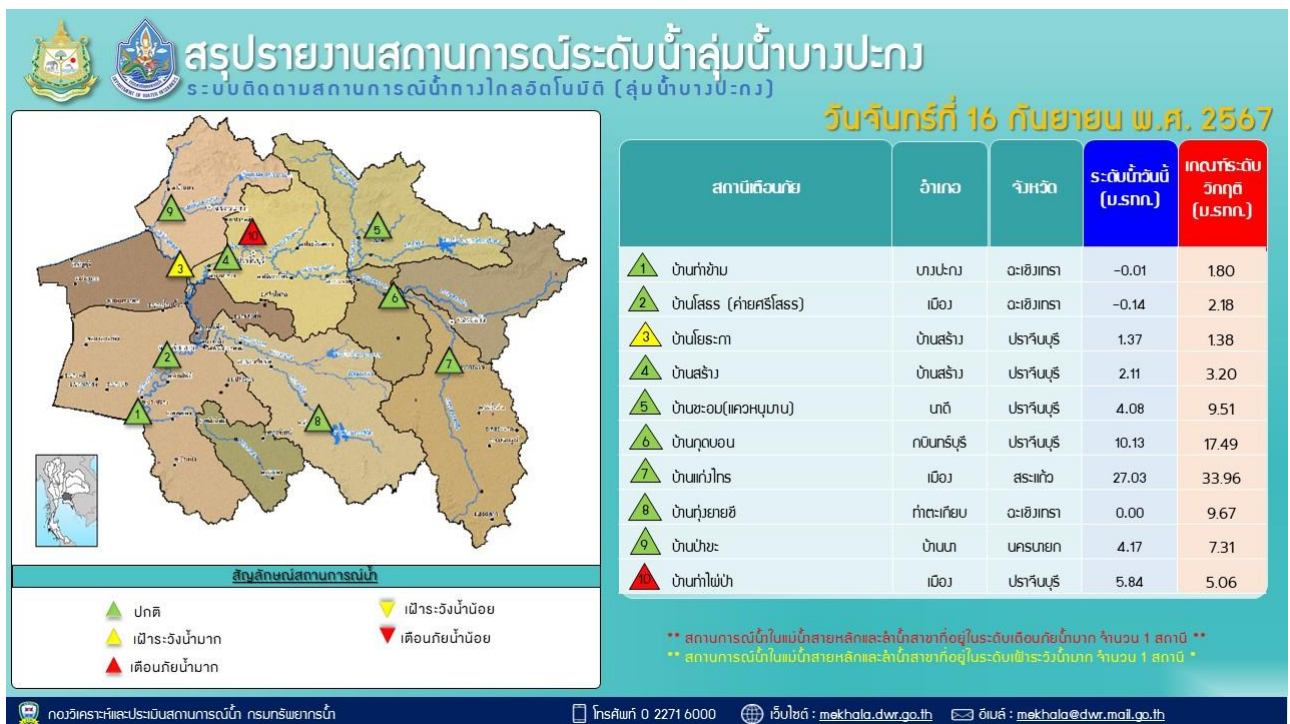 สรุปรายงานสถานการณ์ระดับน้ำลุ่มน้ำบางปะกง
ระบบติดตามสถานการณ์น้ำทางไกลอัตโนมัติ (ลุ่มน้ำบางปะกง)
วันจันทร์ที่ 16 กันยายน พ.ศ. 2567
สถานีเตือนภัย อำเภอ จังหวัด ระดับน้ำวันนี้ (ม.รทก.) เกณฑ์ระดับวิกฤติ (ม.รทก.)
1 บ้านท่าข้าม บางปะกง ฉะเชิงเทรา -0.01 1.80
2 บ้านโสธร (ค่ายศรีโสธร) เมือง ฉะเชิงเทรา -0.14 2.18
3 บ้านโยธะกา บ้านสร้าง ปราจีนบุรี 1.37 1.38
4 บ้านสร้าง บ้านสร้าง ปราจีนบุรี 2.11 3.20
5 บ้านขะอม(แควหนุมาน) นาดี ปราจีนบุรี 4.08 9.51
6 บ้านกุดบอน กบินทร์บุรี ปราจีนบุรี 10.13 17.49
7 บ้านแก่งไทร เมือง สระแก้ว 27.03 33.96
8 บ้านทุ่งยายชี ท่าตะเกียบ ฉะเชิงเทรา 0.00 9.67
9 บ้านป่าขะ บ้านนา นครนายก 4.17 7.31
10 บ้านท่าไผ่ป่า เมือง ปราจีนบุรี 5.84 5.06
9
10
5
4
3
6
2
7
1
8
สัญลักษณ์สถานการณ์น้ำ
ปกติ
เฝ้าระวังน้ำน้อย
เฝ้าระวังน้ำมาก
เตือนภัยน้ำน้อย
เตือนภัยน้ำมาก
** สถานการณ์น้ำในแม่น้ำสายหลักและลำน้ำสาขาที่อยู่ในระดับเตือนภัยน้ำมาก จำนวน 1 สถานี **
** สถานการณ์น้ำในแม่น้ำสายหลักและลำน้ำสาขาที่อยู่ในระดับเฝ้าระวังน้ำมาก จำนวน 1 สถานี *
กองวิเคราะห์และประเมินสถานการณ์น้ำ กรมทรัพยากรน้ำ
โทรศัพท์ 0 2271 6000
เว็บไซต์ : mekhala.dwr.go.th
อีเมล์ : mekhala@dwr.mail.go.th